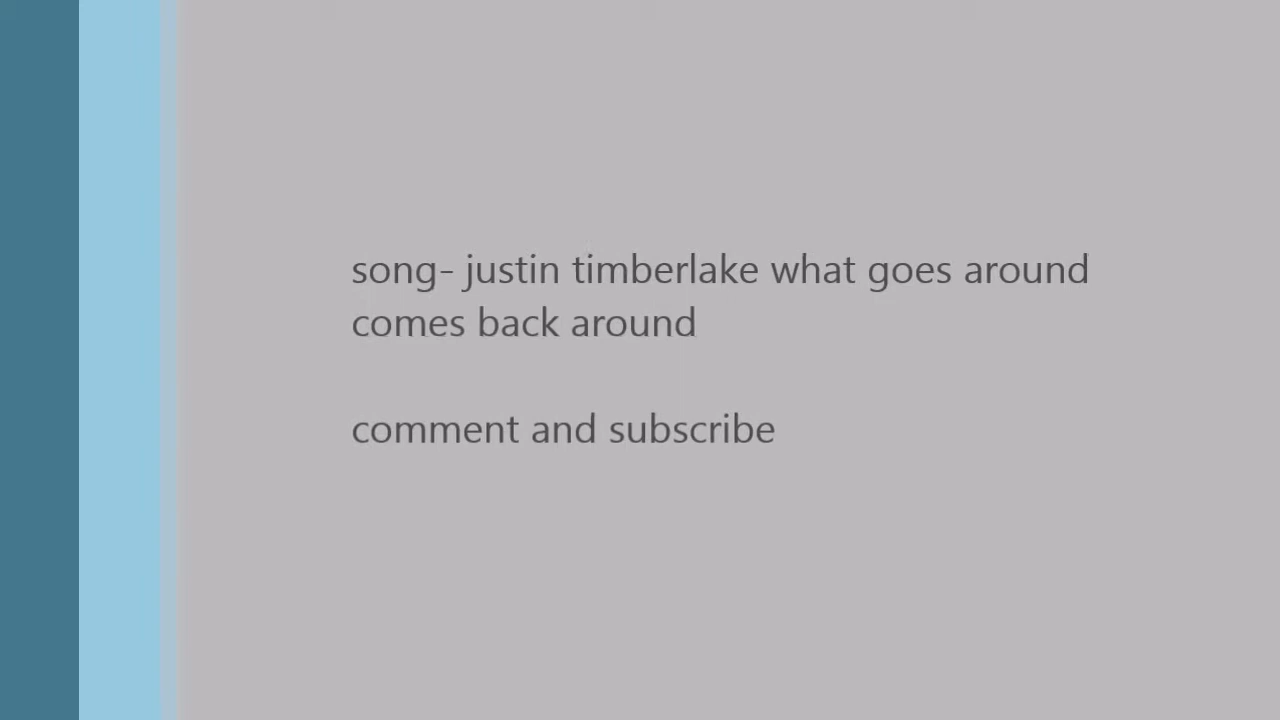 song- justin timberlake what goes around
comes back around
comment and subscribe